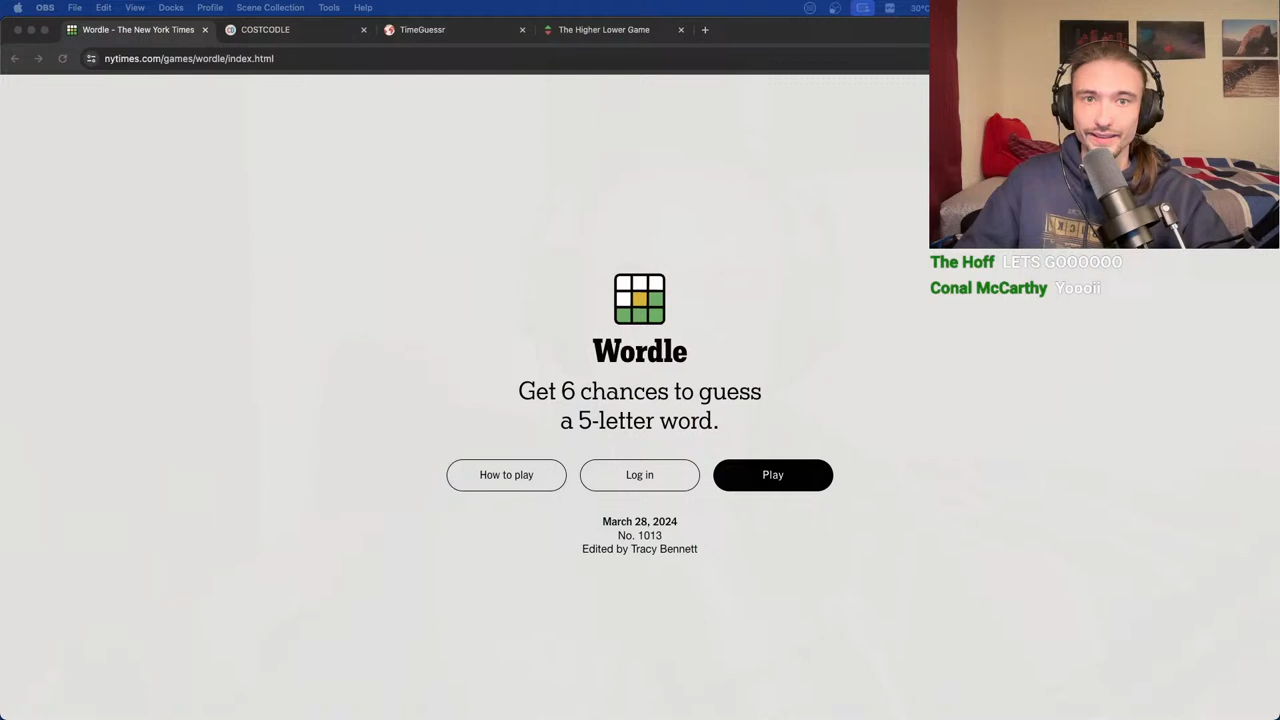 OBS File Edit View Docks Profile Scene Collection Tools Help
30°C
Wordle - The New York Times
COSTCODLE
TimeGuessr
The Higher Lower Game
nytimes.com/games/wordle/index.html
The Hoff LETS GOOOOOO
Conal McCarthy Yoooii
Wordle
Get 6 chances to guess
a 5-letter word.
How to play
Log in
Play
March 28, 2024
No. 1013
Edited by Tracy Bennett